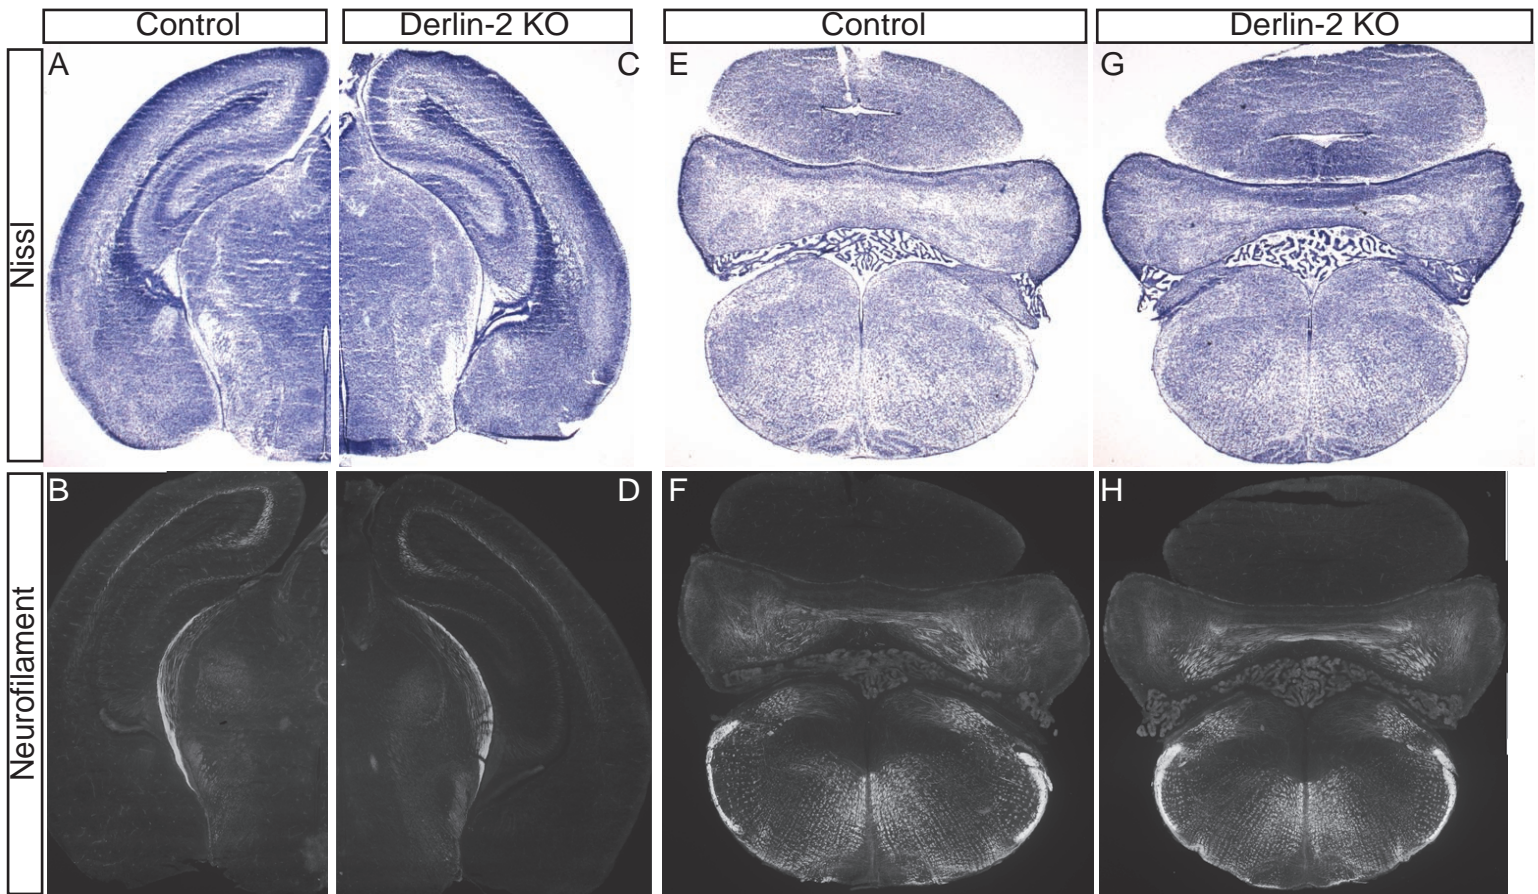 Control
Derlin-2 KO
Control
Derlin-2 KO
Nissl
A
C
E
G
Neurofilament
B
D
F
H